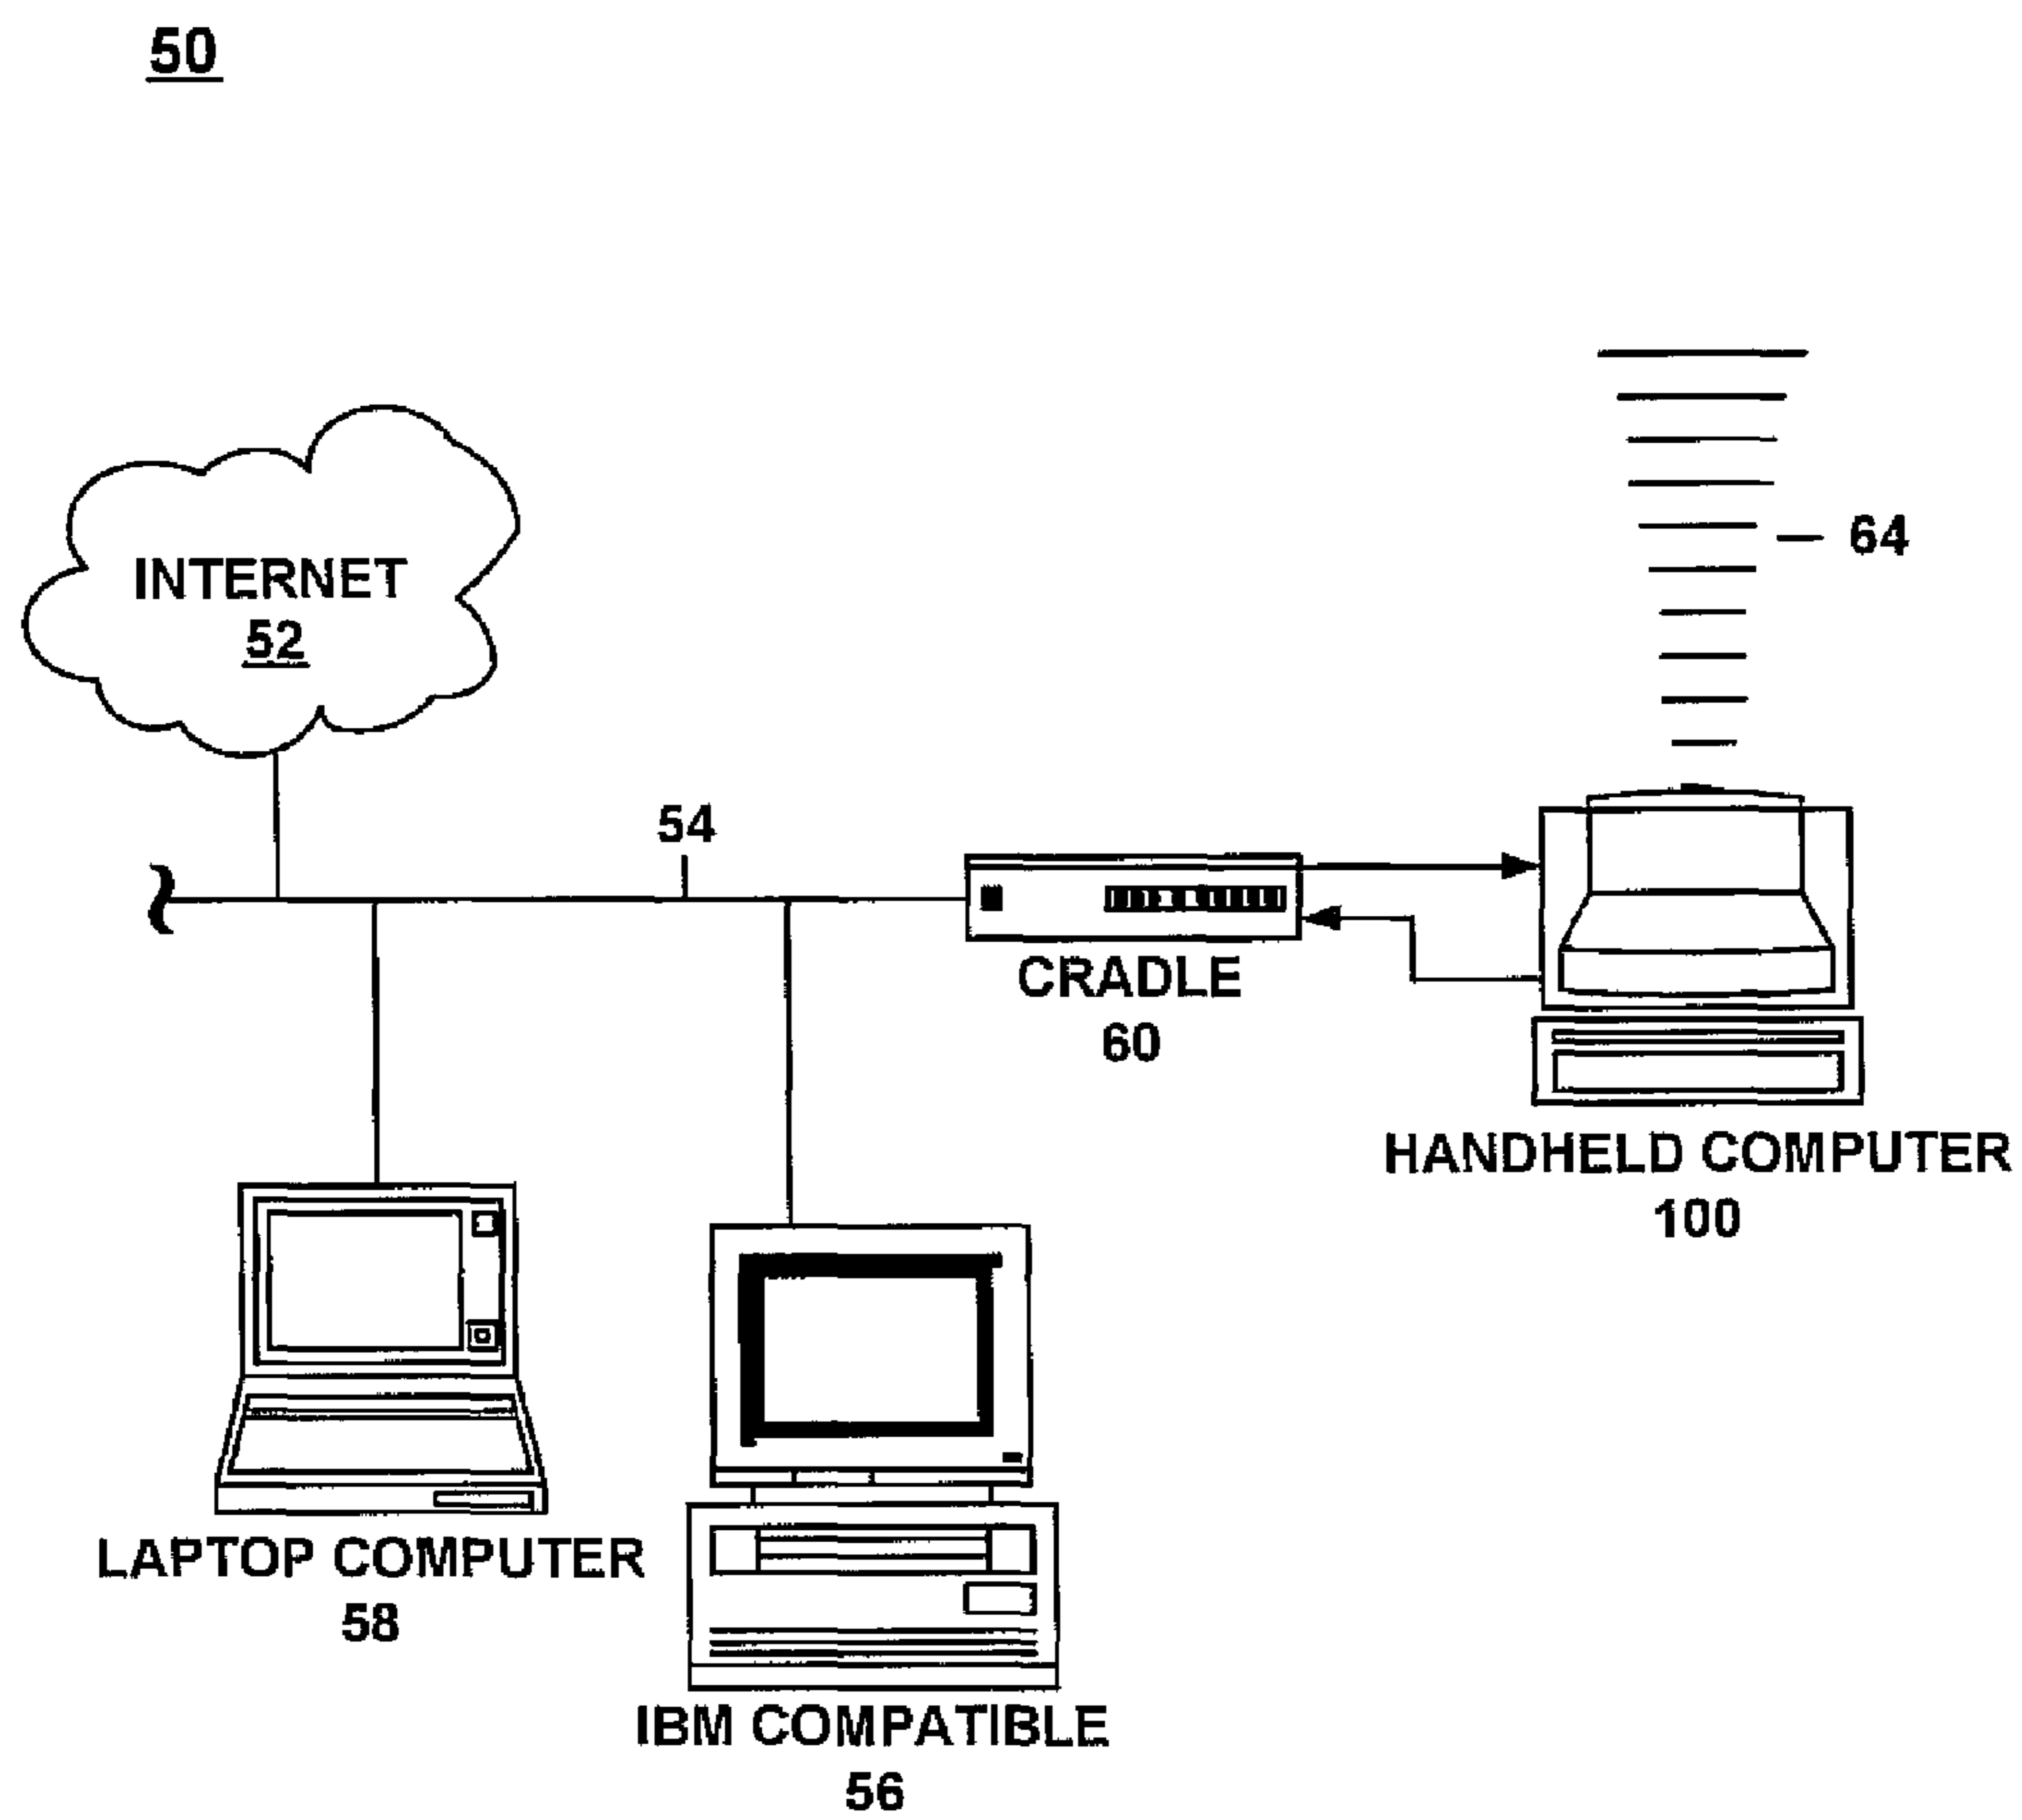 50
INTERNET
52
64
54
CRADLE
60
HANDHELD COMPUTER
100
LAPTOP COMPUTER
58
IBM COMPATIBLE
56